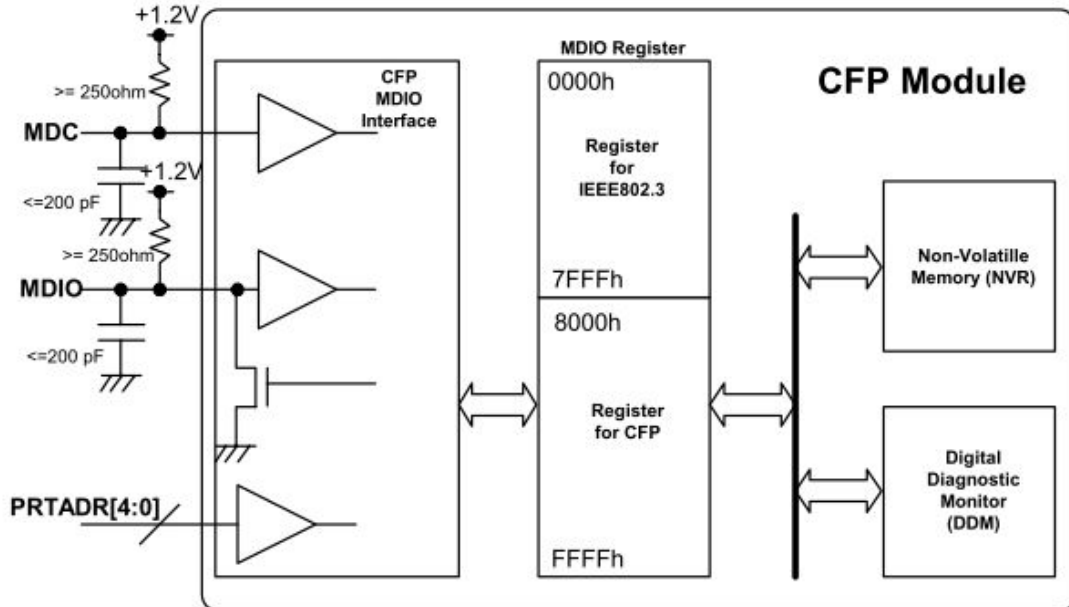 +1.2V
>= 250ohm
MDC
<=200 pF
+1.2V
>= 250ohm
MDIO
<=200 pF
PRTADR[4:0]
CFP
MDIO
Interface
MDIO Register
0000h
Register
for
IEEE802.3
7FFFh
8000h
Register
for CFP
FFFFh
CFP Module
Non-Volatille
Memory (NVR)
Digital
Diagnostic
Monitor
(DDM)